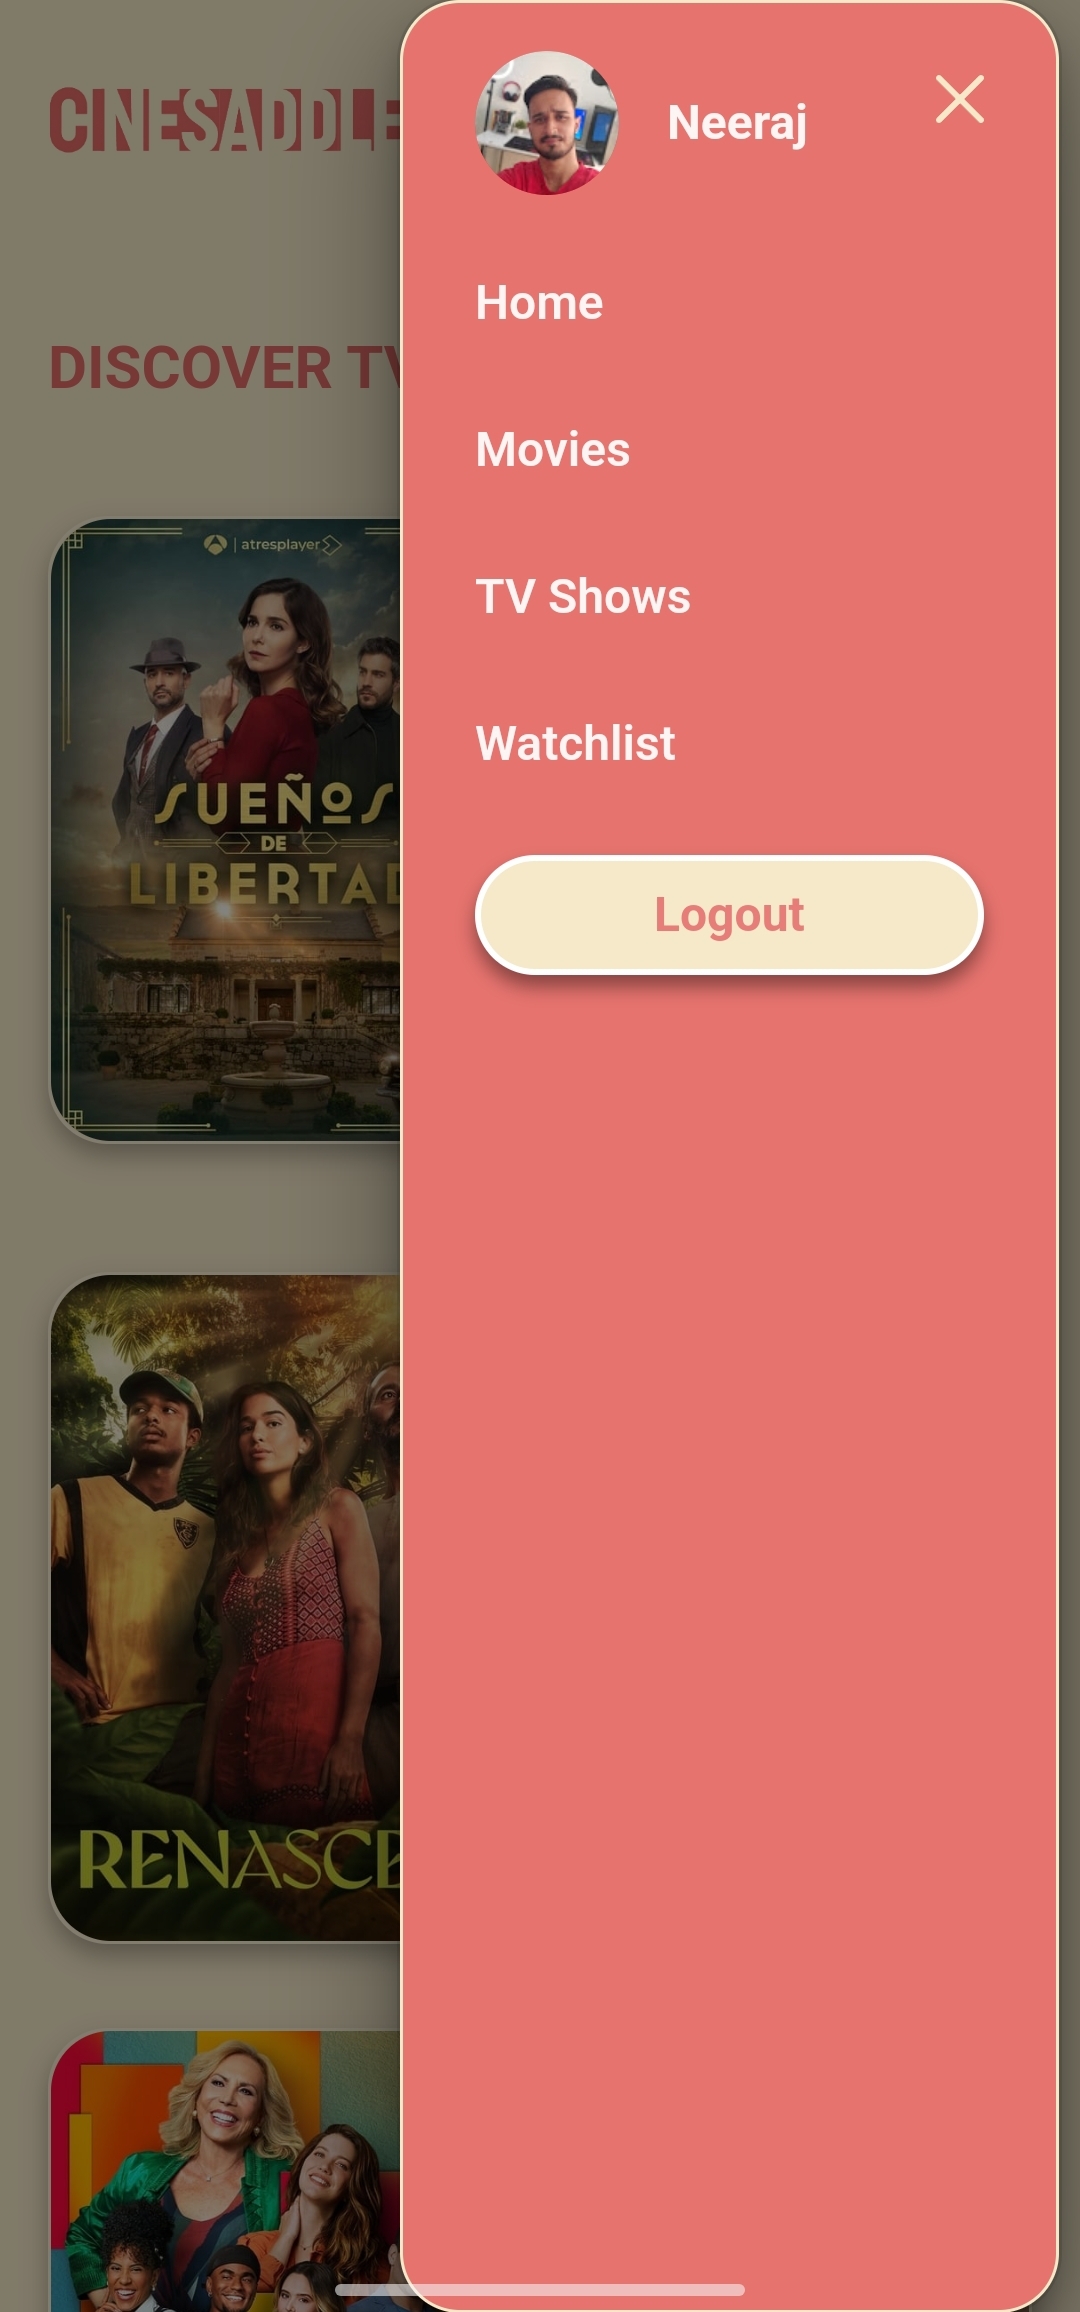 CINESADDLE
Neeraj
Home
DISCOVER TV
Movies
atresplayer
TV Shows
Watchlist
SUEÑOS
DE
LIBERTAD
Logout
RENASCE